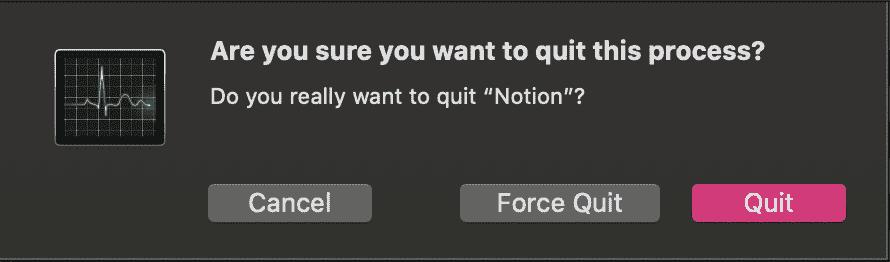 Are you sure you want to quit this process?
Do you really want to quit “Notion”?
Cancel
Force Quit
Quit